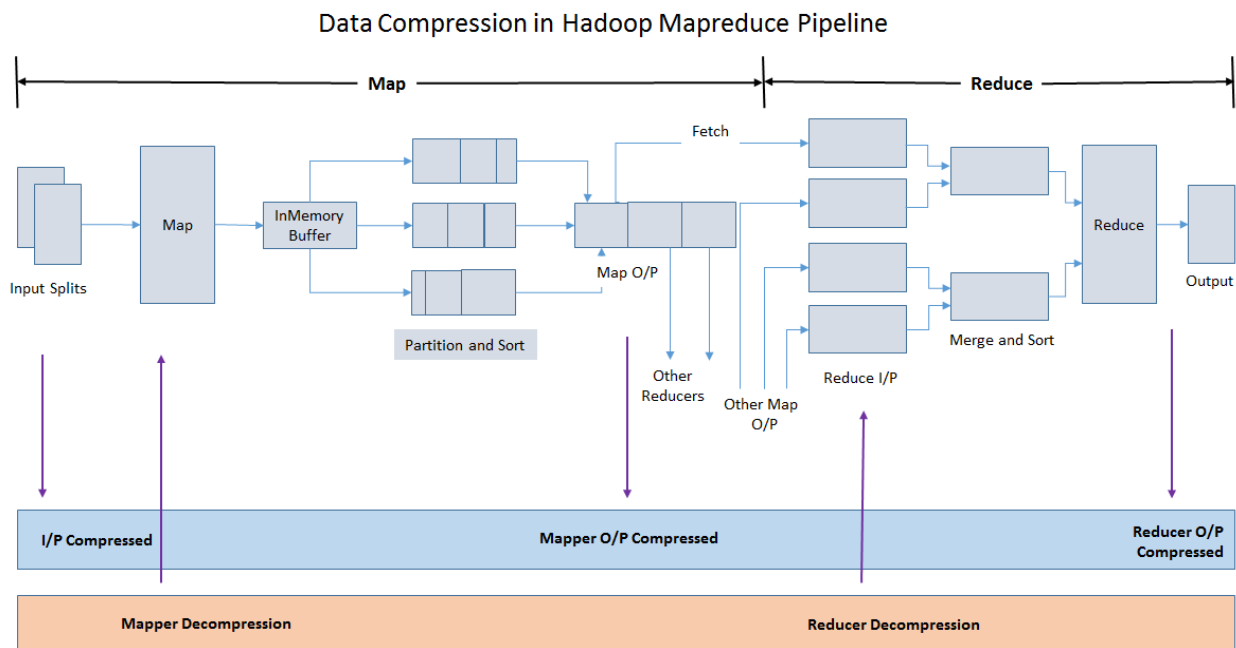 Data Compression in Hadoop Mapreduce Pipeline
Map
Reduce
Fetch
Map
InMemory
Buffer
Reduce
Map O/P
Input Splits
Output
Partition and Sort
Merge and Sort
Other
Reducers
Reduce I/P
Other Map
O/P
I/P Compressed
Mapper O/P Compressed
Reducer O/P
Compressed
Mapper Decompression
Reducer Decompression